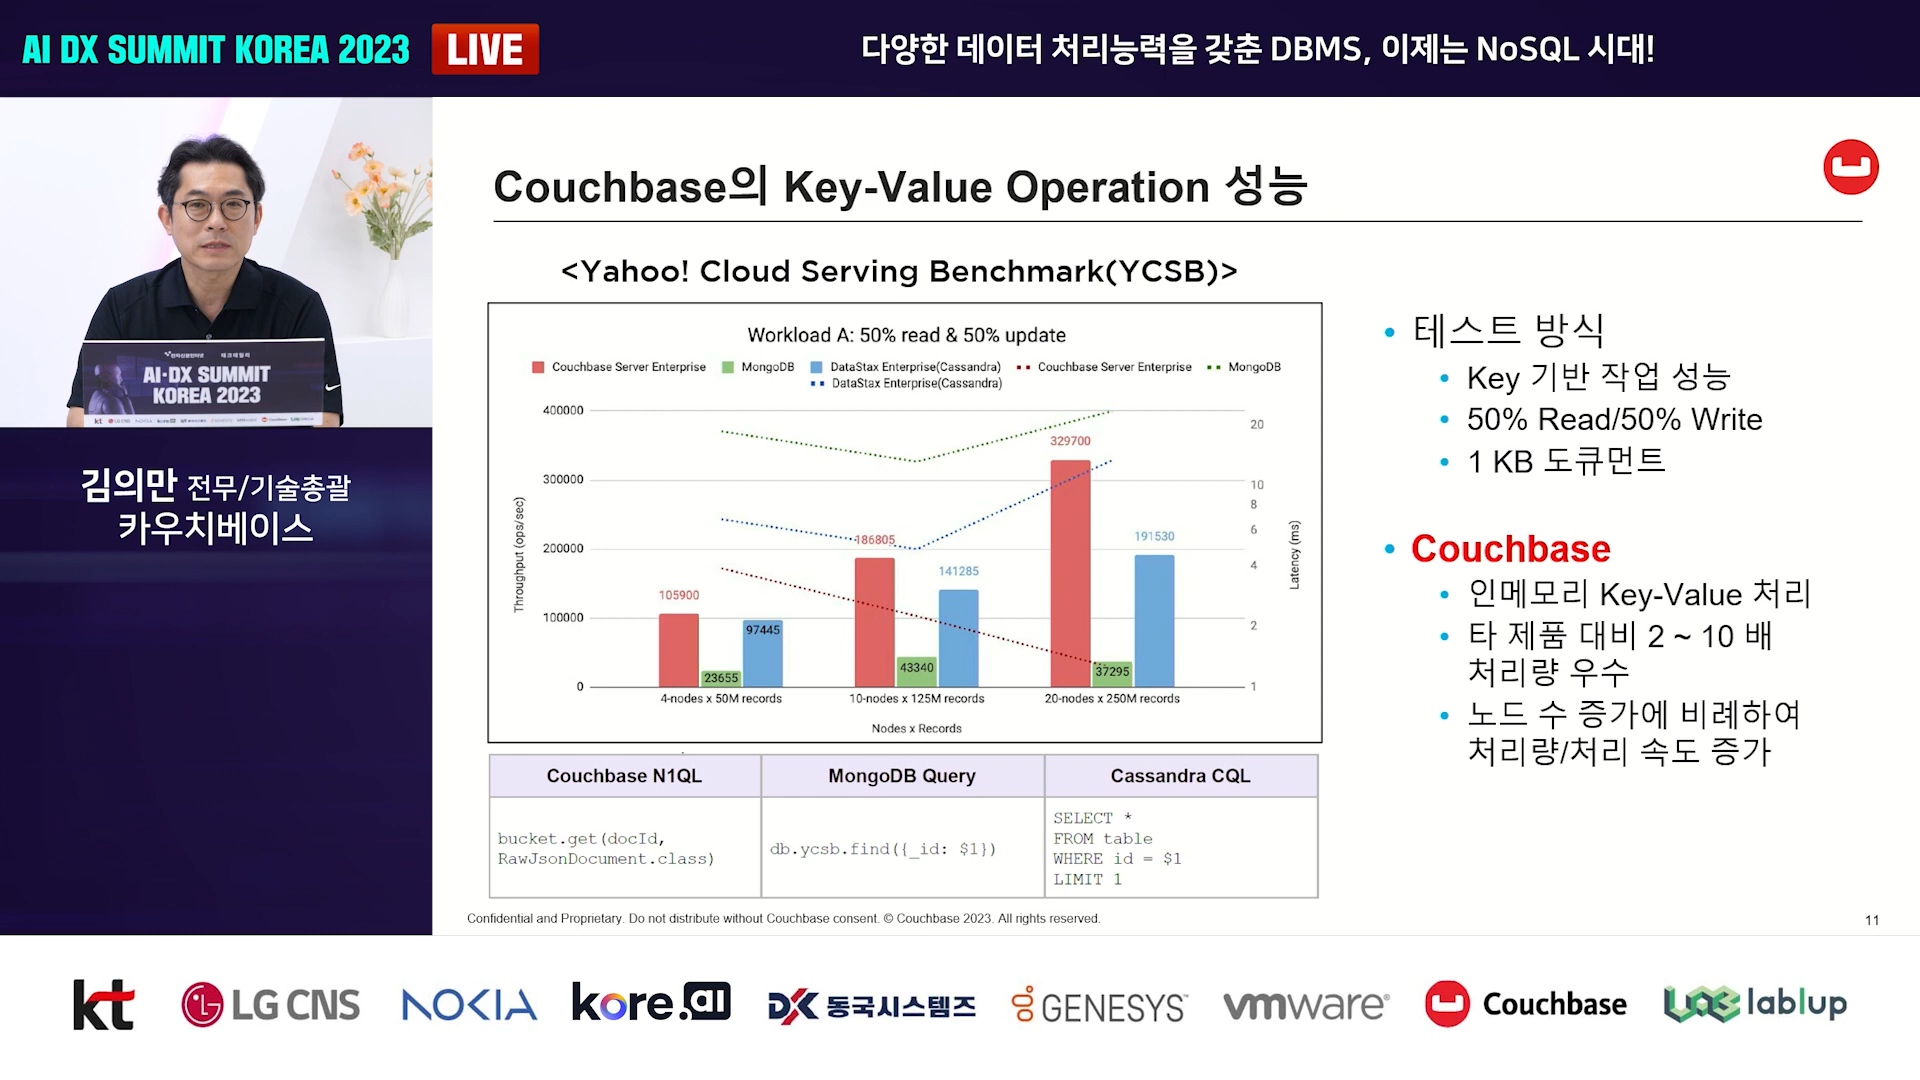 AI DX SUMMIT KOREA 2023 LIVE
다양한 데이터 처리능력을 갖춘 DBMS, 이제는 NoSQL 시대!
AI·DX SUMMIT
KOREA 2023
김의만 전무/기술총괄
카우치베이스
Couchbase의 Key-Value Operation 성능
<Yahoo! Cloud Serving Benchmark(YCSB)>
Workload A: 50% read & 50% update
Couchbase Server Enterprise MongoDB DataStax Enterprise(Cassandra) Couchbase Server Enterprise MongoDB
DataStax Enterprise(Cassandra)
Throughput (ops/sec)
400000
300000
200000
100000
0
105900
23655
97445
186805
43340
141285
329700
37295
191530
20
10
8
6
4
2
1
Latency (ms)
4-nodes x 50M records 10-nodes x 125M records 20-nodes x 250M records
Nodes x Records
Couchbase N1QL MongoDB Query Cassandra CQL
bucket.get(docId,
RawJsonDocument.class)
db.ycsb.find({_id: $1})
SELECT *
FROM table
WHERE id = $1
LIMIT 1
• 테스트 방식
• Key 기반 작업 성능
• 50% Read/50% Write
• 1 KB 도큐먼트
• Couchbase
• 인메모리 Key-Value 처리
• 타 제품 대비 2 ~ 10 배
처리량 우수
• 노드 수 증가에 비례하여
처리량/처리 속도 증가
Confidential and Proprietary. Do not distribute without Couchbase consent. © Couchbase 2023. All rights reserved.
11
kt LG CNS NOKIA kore.ai DK 동국시스템즈 GENESYS™ vmware® Couchbase LAB lablup